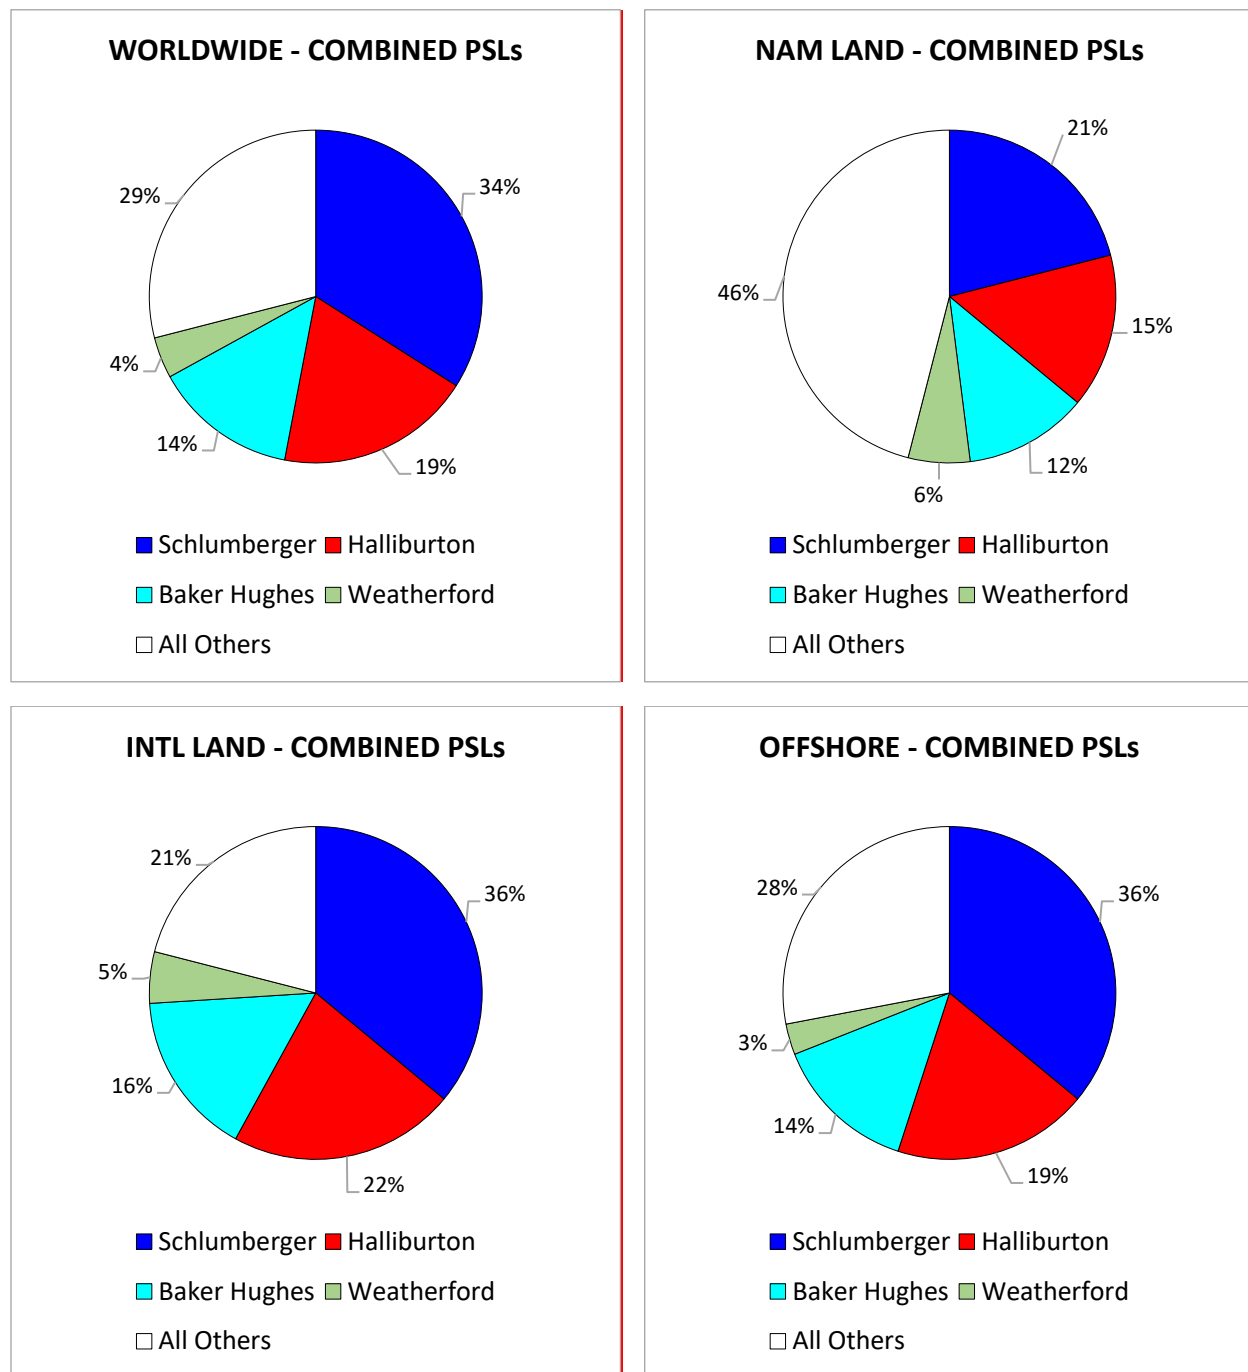 WORLDWIDE - COMBINED PSLs
34%
19%
14%
4%
29%
Schlumberger Halliburton
Baker Hughes Weatherford
All Others
NAM LAND - COMBINED PSLs
21%
15%
12%
6%
46%
Schlumberger Halliburton
Baker Hughes Weatherford
All Others
INTL LAND - COMBINED PSLs
36%
22%
16%
5%
21%
Schlumberger Halliburton
Baker Hughes Weatherford
All Others
OFFSHORE - COMBINED PSLs
36%
19%
14%
3%
28%
Schlumberger Halliburton
Baker Hughes Weatherford
All Others